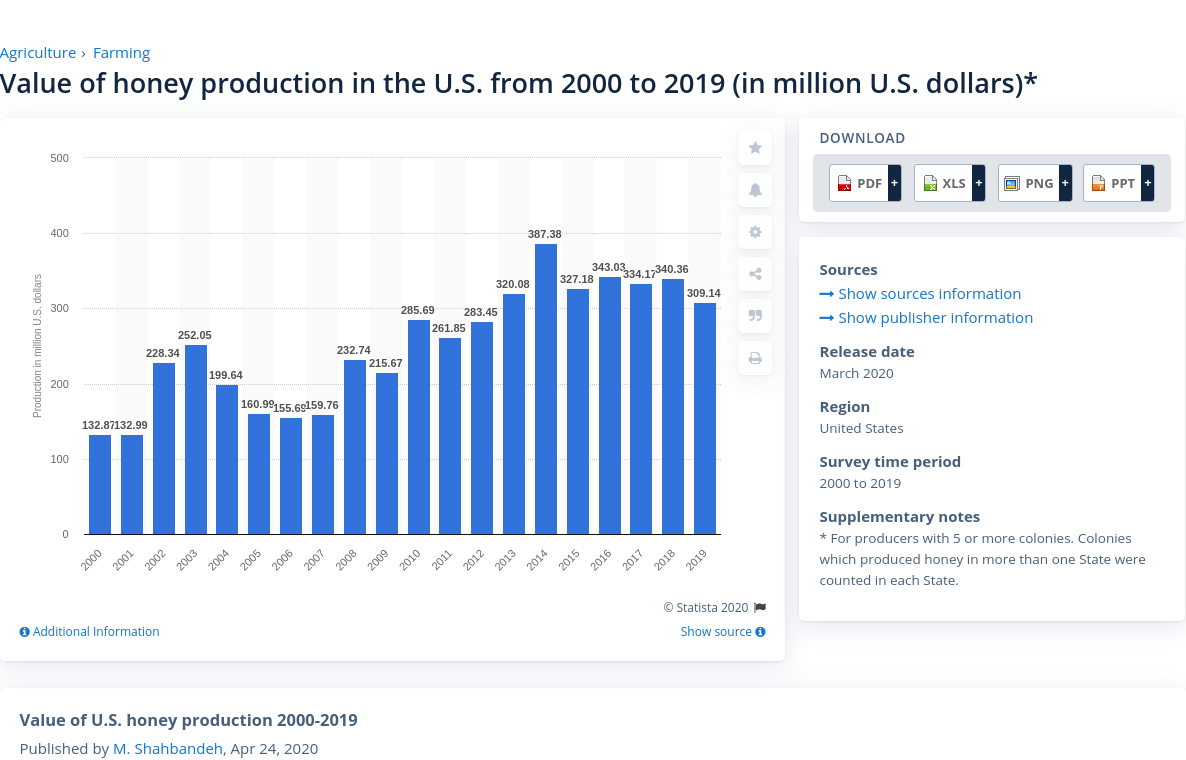 Agriculture › Farming
Value of honey production in the U.S. from 2000 to 2019 (in million U.S. dollars)*
Production in million U.S. dollars
500
400
300
200
100
0
132.87
132.99
228.34
252.05
199.64
160.99
155.69
159.76
232.74
215.67
285.69
261.85
283.45
320.08
387.38
327.18
343.03
334.17
340.36
309.14
2000
2001
2002
2003
2004
2005
2006
2007
2008
2009
2010
2011
2012
2013
2014
2015
2016
2017
2018
2019
© Statista 2020
Additional Information
Show source
DOWNLOAD
PDF +
XLS +
PNG +
PPT +
Sources
Show sources information
Show publisher information
Release date
March 2020
Region
United States
Survey time period
2000 to 2019
Supplementary notes
* For producers with 5 or more colonies. Colonies
which produced honey in more than one State were
counted in each State.
Value of U.S. honey production 2000-2019
Published by M. Shahbandeh, Apr 24, 2020